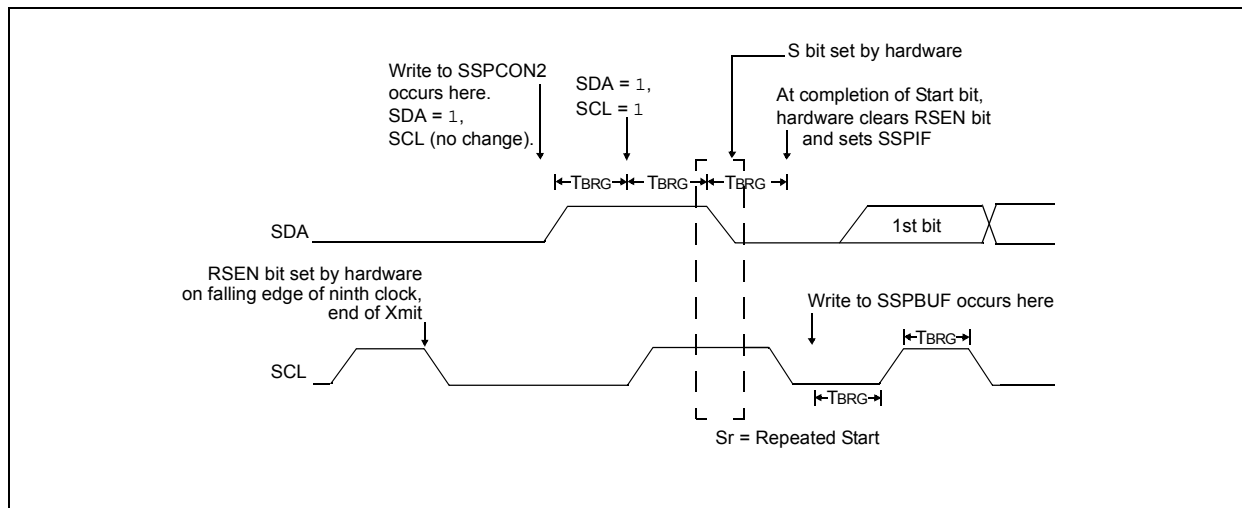 S bit set by hardware
Write to SSPCON2
occurs here.
SDA = 1,
SCL (no change).
SDA = 1,
SCL = 1
At completion of Start bit,
hardware clears RSEN bit
and sets SSPIF
TBRG
TBRG
TBRG
SDA
1st bit
RSEN bit set by hardware
on falling edge of ninth clock,
end of Xmit
Write to SSPBUF occurs here
TBRG
SCL
TBRG
Sr = Repeated Start